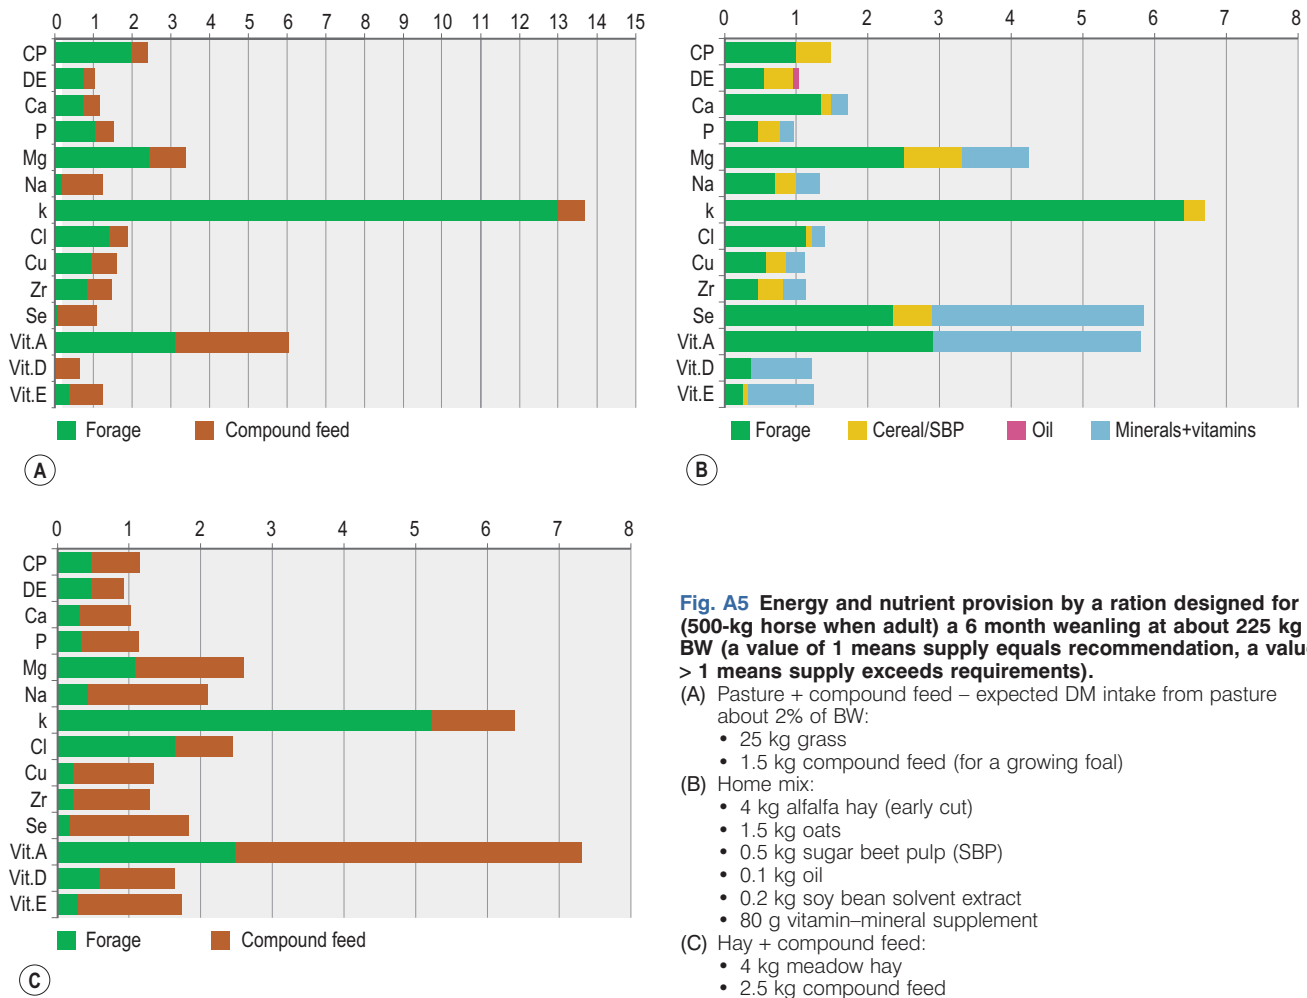 0 1 2 3 4 5 6 7 8 9 10 11 12 13 14 15
CP
DE
Ca
P
Mg
Na
k
Cl
Cu
Zr
Se
Vit.A
Vit.D
Vit.E
Forage Compound feed
A
0 1 2 3 4 5 6 7 8
CP
DE
Ca
P
Mg
Na
k
Cl
Cu
Zr
Se
Vit.A
Vit.D
Vit.E
Forage Cereal/SBP Oil Minerals+vitamins
B
0 1 2 3 4 5 6 7 8
CP
DE
Ca
P
Mg
Na
k
Cl
Cu
Zr
Se
Vit.A
Vit.D
Vit.E
Forage Compound feed
C
Fig. A5 Energy and nutrient provision by a ration designed for
(500-kg horse when adult) a 6 month weanling at about 225 kg
BW (a value of 1 means supply equals recommendation, a valu
> 1 means supply exceeds requirements).
(A) Pasture + compound feed – expected DM intake from pasture
about 2% of BW:
• 25 kg grass
• 1.5 kg compound feed (for a growing foal)
(B) Home mix:
• 4 kg alfalfa hay (early cut)
• 1.5 kg oats
• 0.5 kg sugar beet pulp (SBP)
• 0.1 kg oil
• 0.2 kg soy bean solvent extract
• 80 g vitamin–mineral supplement
(C) Hay + compound feed:
• 4 kg meadow hay
• 2.5 kg compound feed